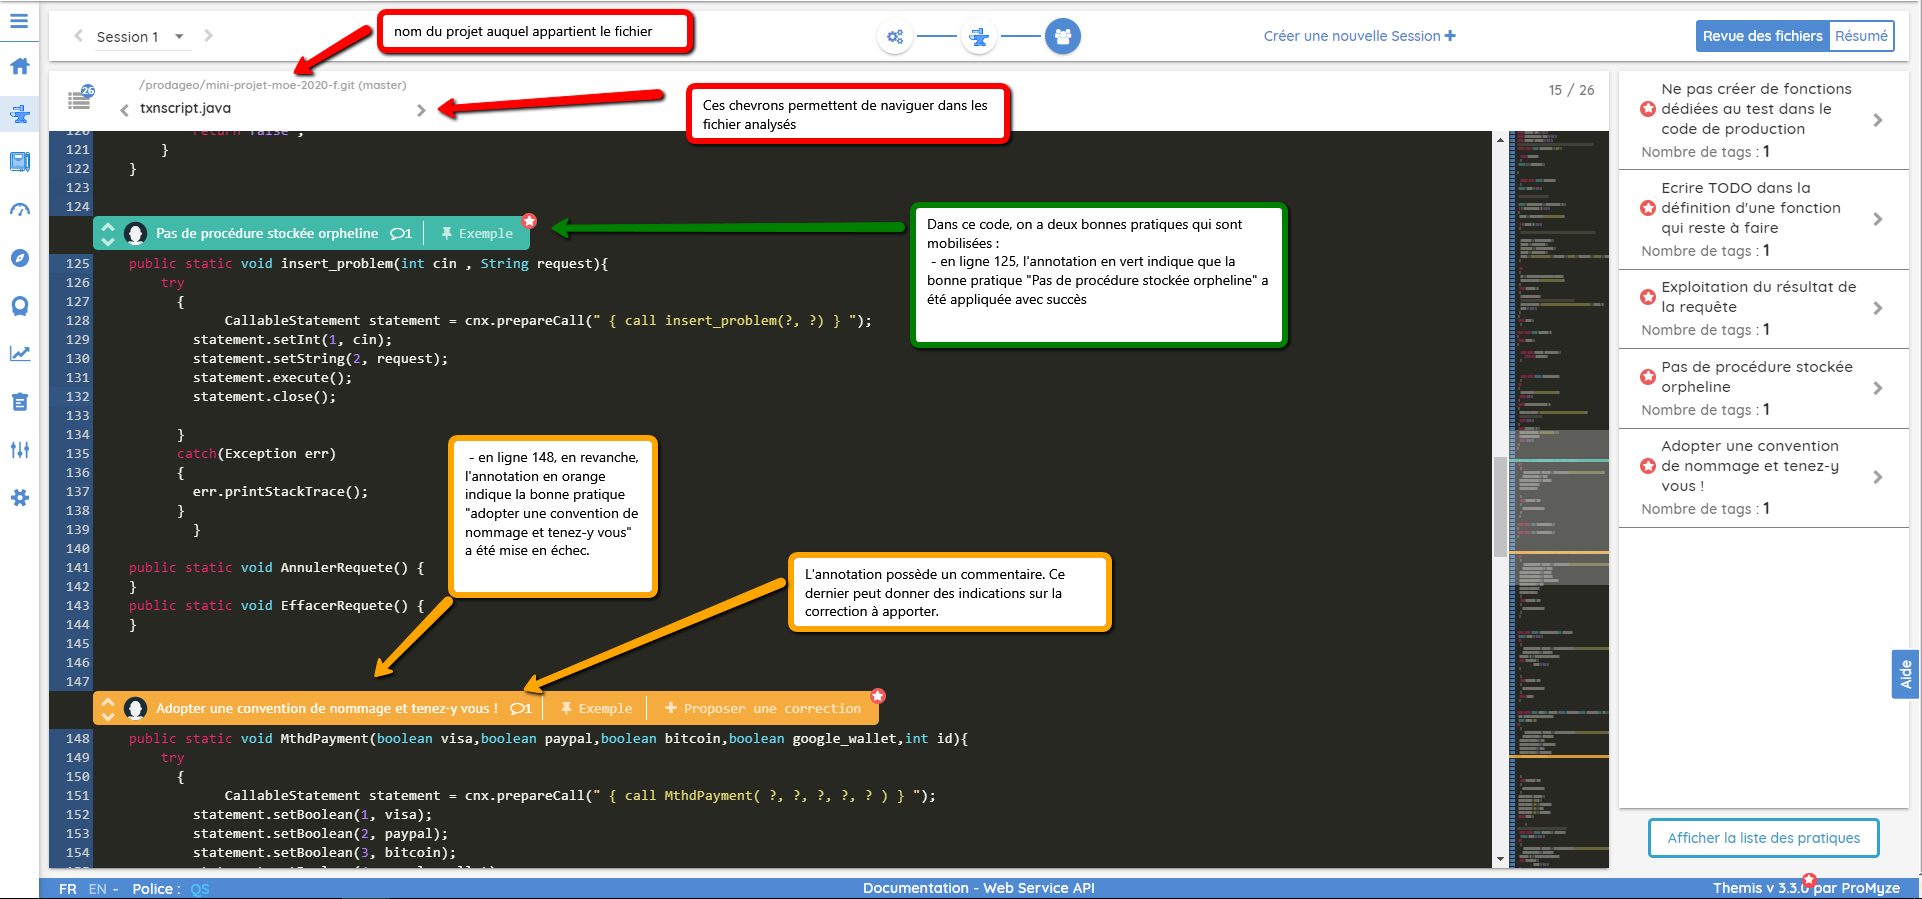 Session 1
nom du projet auquel appartient le fichier
Créer une nouvelle Session +
Revue des fichiers
Résumé
26
/prodageo/mini-projet-moe-2020-f.git (master)
txnscript.java
15 / 26
Ces chevrons permettent de naviguer dans les
fichier analysés
120 return false ;
121 }
122 }
123
124
Pas de procédure stockée orpheline 1 Exemple
Dans ce code, on a deux bonnes pratiques qui sont
mobilisées :
- en ligne 125, l'annotation en vert indique que la
bonne pratique "Pas de procédure stockée orpheline" a
été appliquée avec succès
125 public static void insert_problem(int cin , String request){
126 try
127 {
128 CallableStatement statement = cnx.prepareCall(" { call insert_problem(?, ?) } ");
129 statement.setInt(1, cin);
130 statement.setString(2, request);
131 statement.execute();
132 statement.close();
133
134 }
135 catch(Exception err)
136 {
137 err.printStackTrace();
138 }
139 }
140
141 public static void AnnulerRequete() {
142 }
143 public static void EffacerRequete() {
144 }
145
146
147
- en ligne 148, en revanche,
l'annotation en orange
indique la bonne pratique
"adopter une convention de
nommage et tenez-y vous"
a été mise en échec.
L'annotation possède un commentaire. Ce
dernier peut donner des indications sur la
correction à apporter.
Adopter une convention de nommage et tenez-y vous ! 1 Exemple + Proposer une correction
148 public static void MthdPayment(boolean visa,boolean paypal,boolean bitcoin,boolean google_wallet,int id){
149 try
150 {
151 CallableStatement statement = cnx.prepareCall(" { call MthdPayment( ?, ?, ?, ?, ? ) } ");
152 statement.setBoolean(1, visa);
153 statement.setBoolean(2, paypal);
154 statement.setBoolean(3, bitcoin);
Ne pas créer de fonctions
dédiées au test dans le
code de production
Nombre de tags : 1
Ecrire TODO dans la
définition d'une fonction
qui reste à faire
Nombre de tags : 1
Exploitation du résultat de
la requête
Nombre de tags : 1
Pas de procédure stockée
orpheline
Nombre de tags : 1
Adopter une convention
de nommage et tenez-y
vous !
Nombre de tags : 1
Aide
Afficher la liste des pratiques
FR EN - Police : QS
Documentation - Web Service API
Themis v 3.3.0 par ProMyze